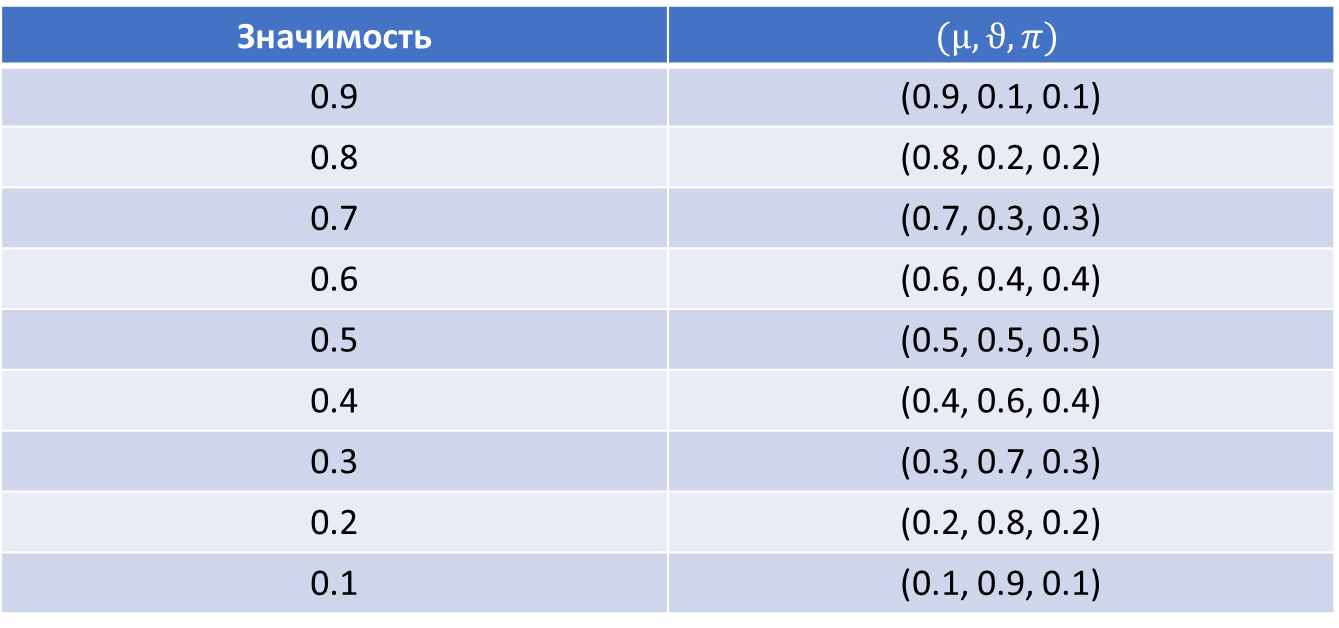 Значимость (μ, ϑ, π)
0.9 (0.9, 0.1, 0.1)
0.8 (0.8, 0.2, 0.2)
0.7 (0.7, 0.3, 0.3)
0.6 (0.6, 0.4, 0.4)
0.5 (0.5, 0.5, 0.5)
0.4 (0.4, 0.6, 0.4)
0.3 (0.3, 0.7, 0.3)
0.2 (0.2, 0.8, 0.2)
0.1 (0.1, 0.9, 0.1)